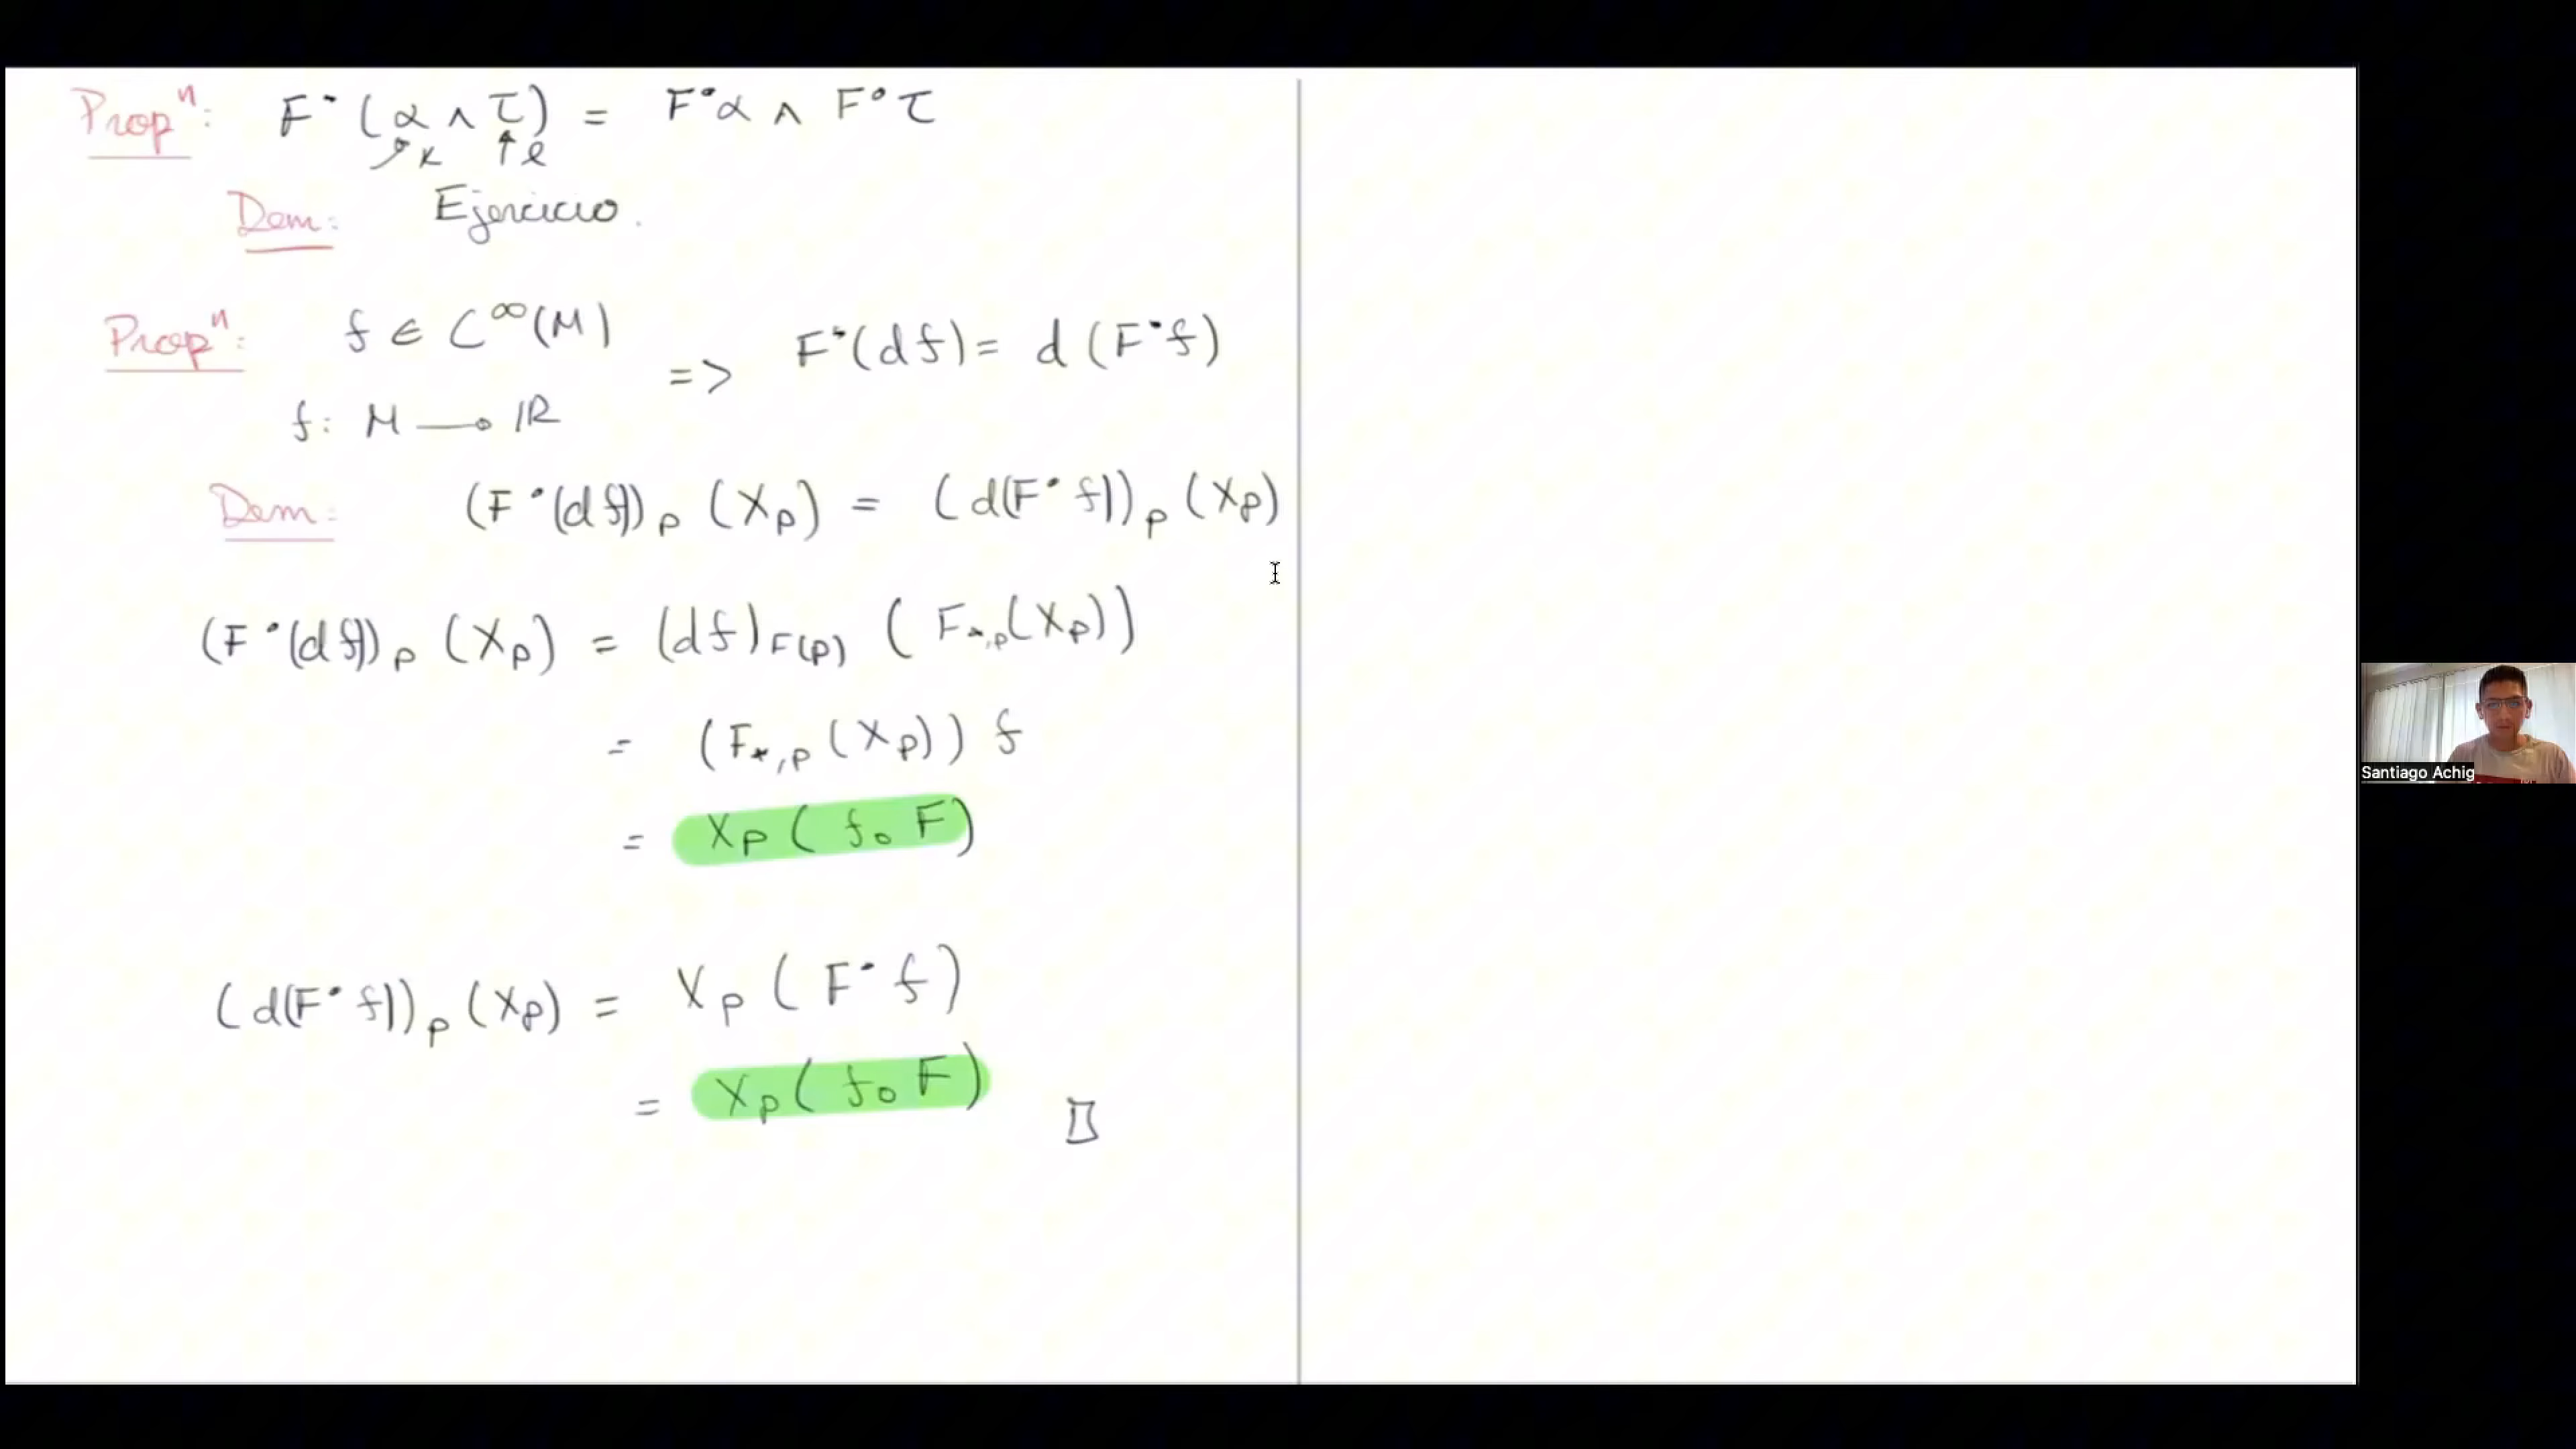 Propⁿ: F*(α ∧ τ) = F*α ∧ F*τ
k ℓ
Dem: Ejercicio.
Propⁿ: f ∈ C^∞(M) => F*(df) = d(F*f)
f: M → ℝ
Dem: (F*(df))_p (X_p) = (d(F*f))_p (X_p)
(F*(df))_p (X_p) = (df)_{F(p)} (F_{*,p}(X_p))
= (F_{*,p}(X_p)) f
= X_p(f∘F)
(d(F*f))_p (X_p) = X_p(F*f)
= X_p(f∘F) □
Santiago Achig